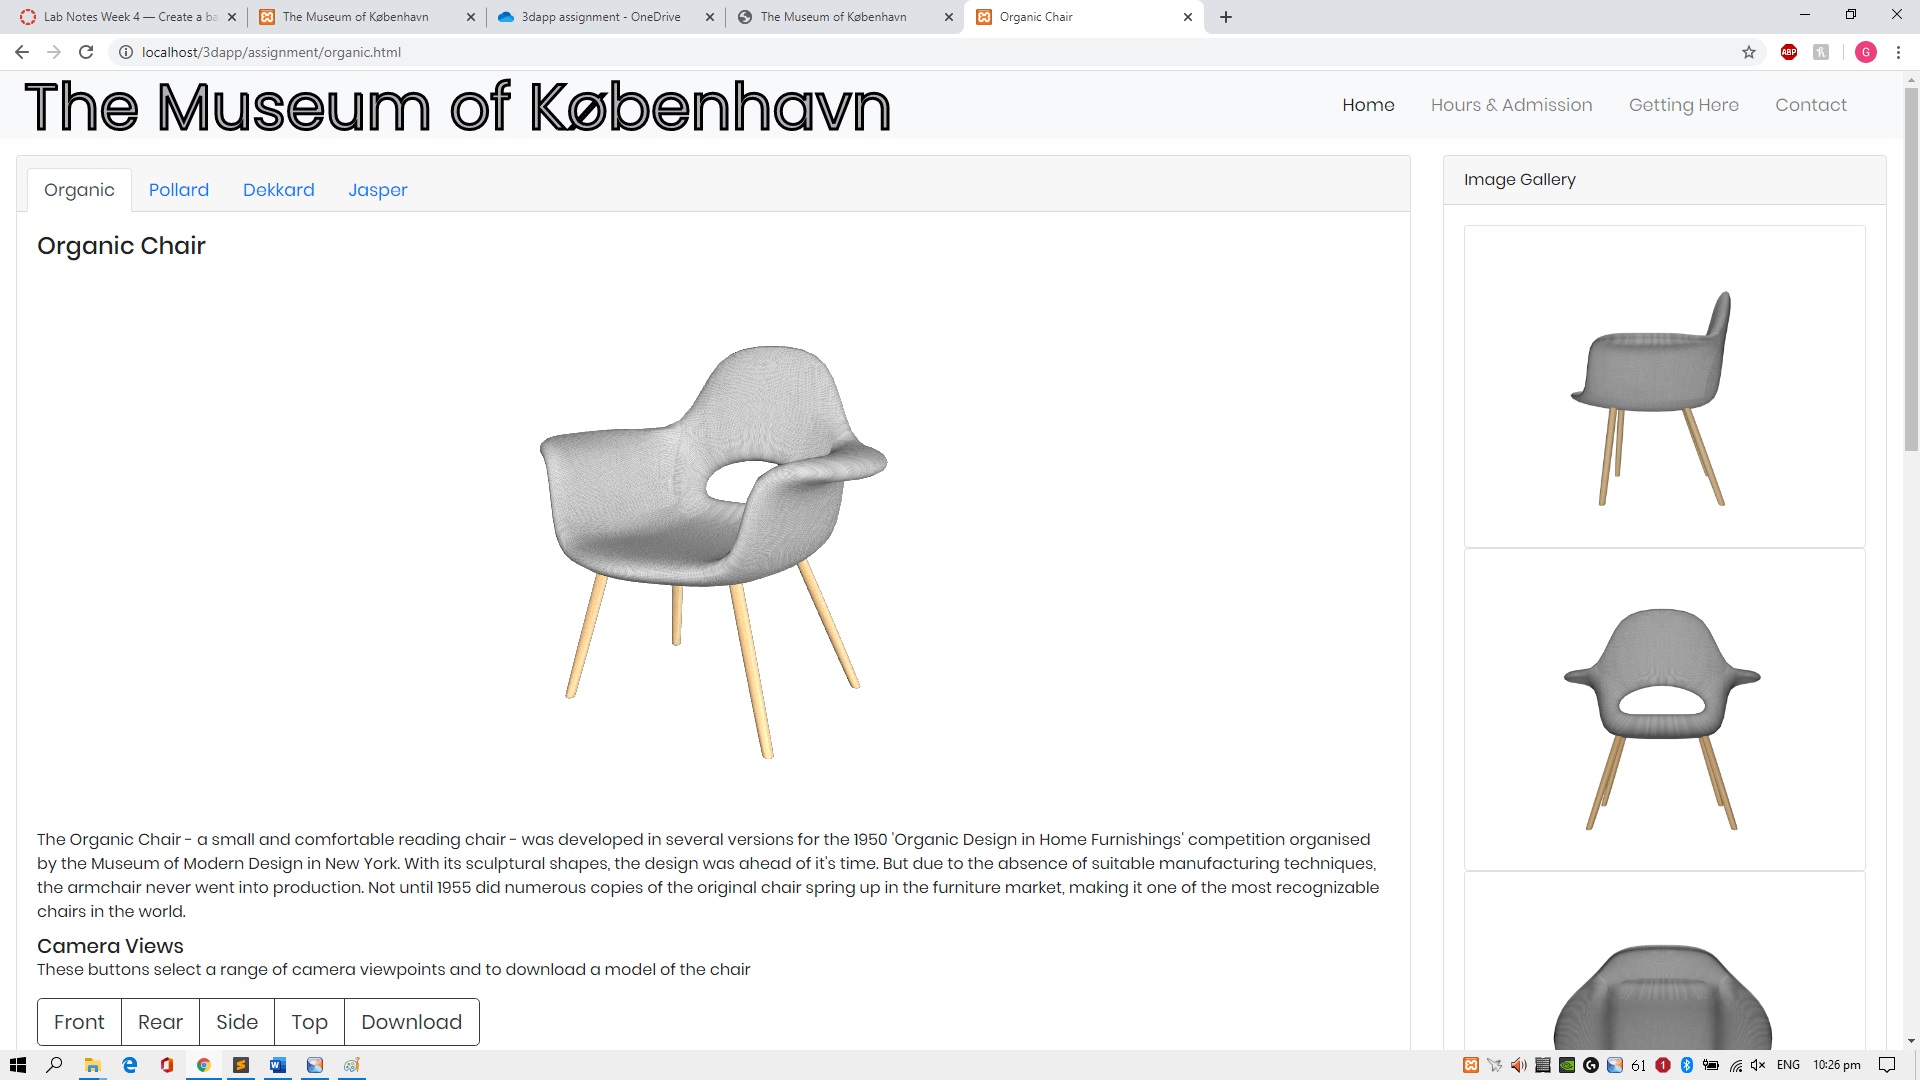 Lab Notes Week 4 — Create a ba
The Museum of København
3dapp assignment - OneDrive
The Museum of København
Organic Chair
localhost/3dapp/assignment/organic.html
ABP
G
The Museum of København
Home
Hours & Admission
Getting Here
Contact
Organic
Pollard
Dekkard
Jasper
Image Gallery
Organic Chair
The Organic Chair - a small and comfortable reading chair - was developed in several versions for the 1950 'Organic Design in Home Furnishings' competition organised
by the Museum of Modern Design in New York. With its sculptural shapes, the design was ahead of it's time. But due to the absence of suitable manufacturing techniques,
the armchair never went into production. Not until 1955 did numerous copies of the original chair spring up in the furniture market, making it one of the most recognizable
chairs in the world.
Camera Views
These buttons select a range of camera viewpoints and to download a model of the chair
Front
Rear
Side
Top
Download
61
ENG
10:26 pm